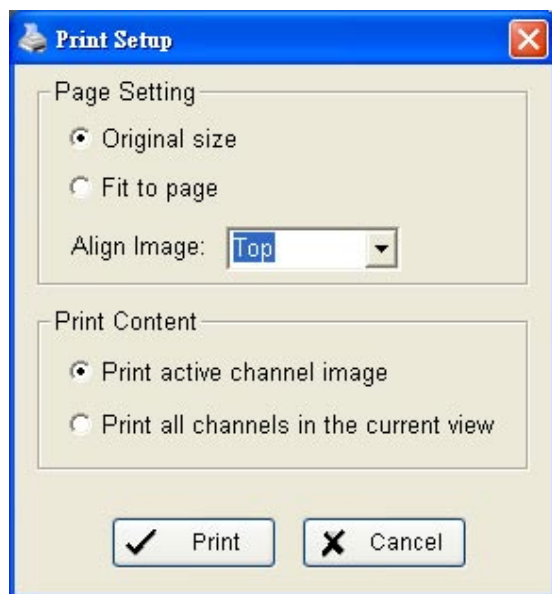 Print Setup
Page Setting
Original size
Fit to page
Align Image: Top
Print Content
Print active channel image
Print all channels in the current view
Print Cancel